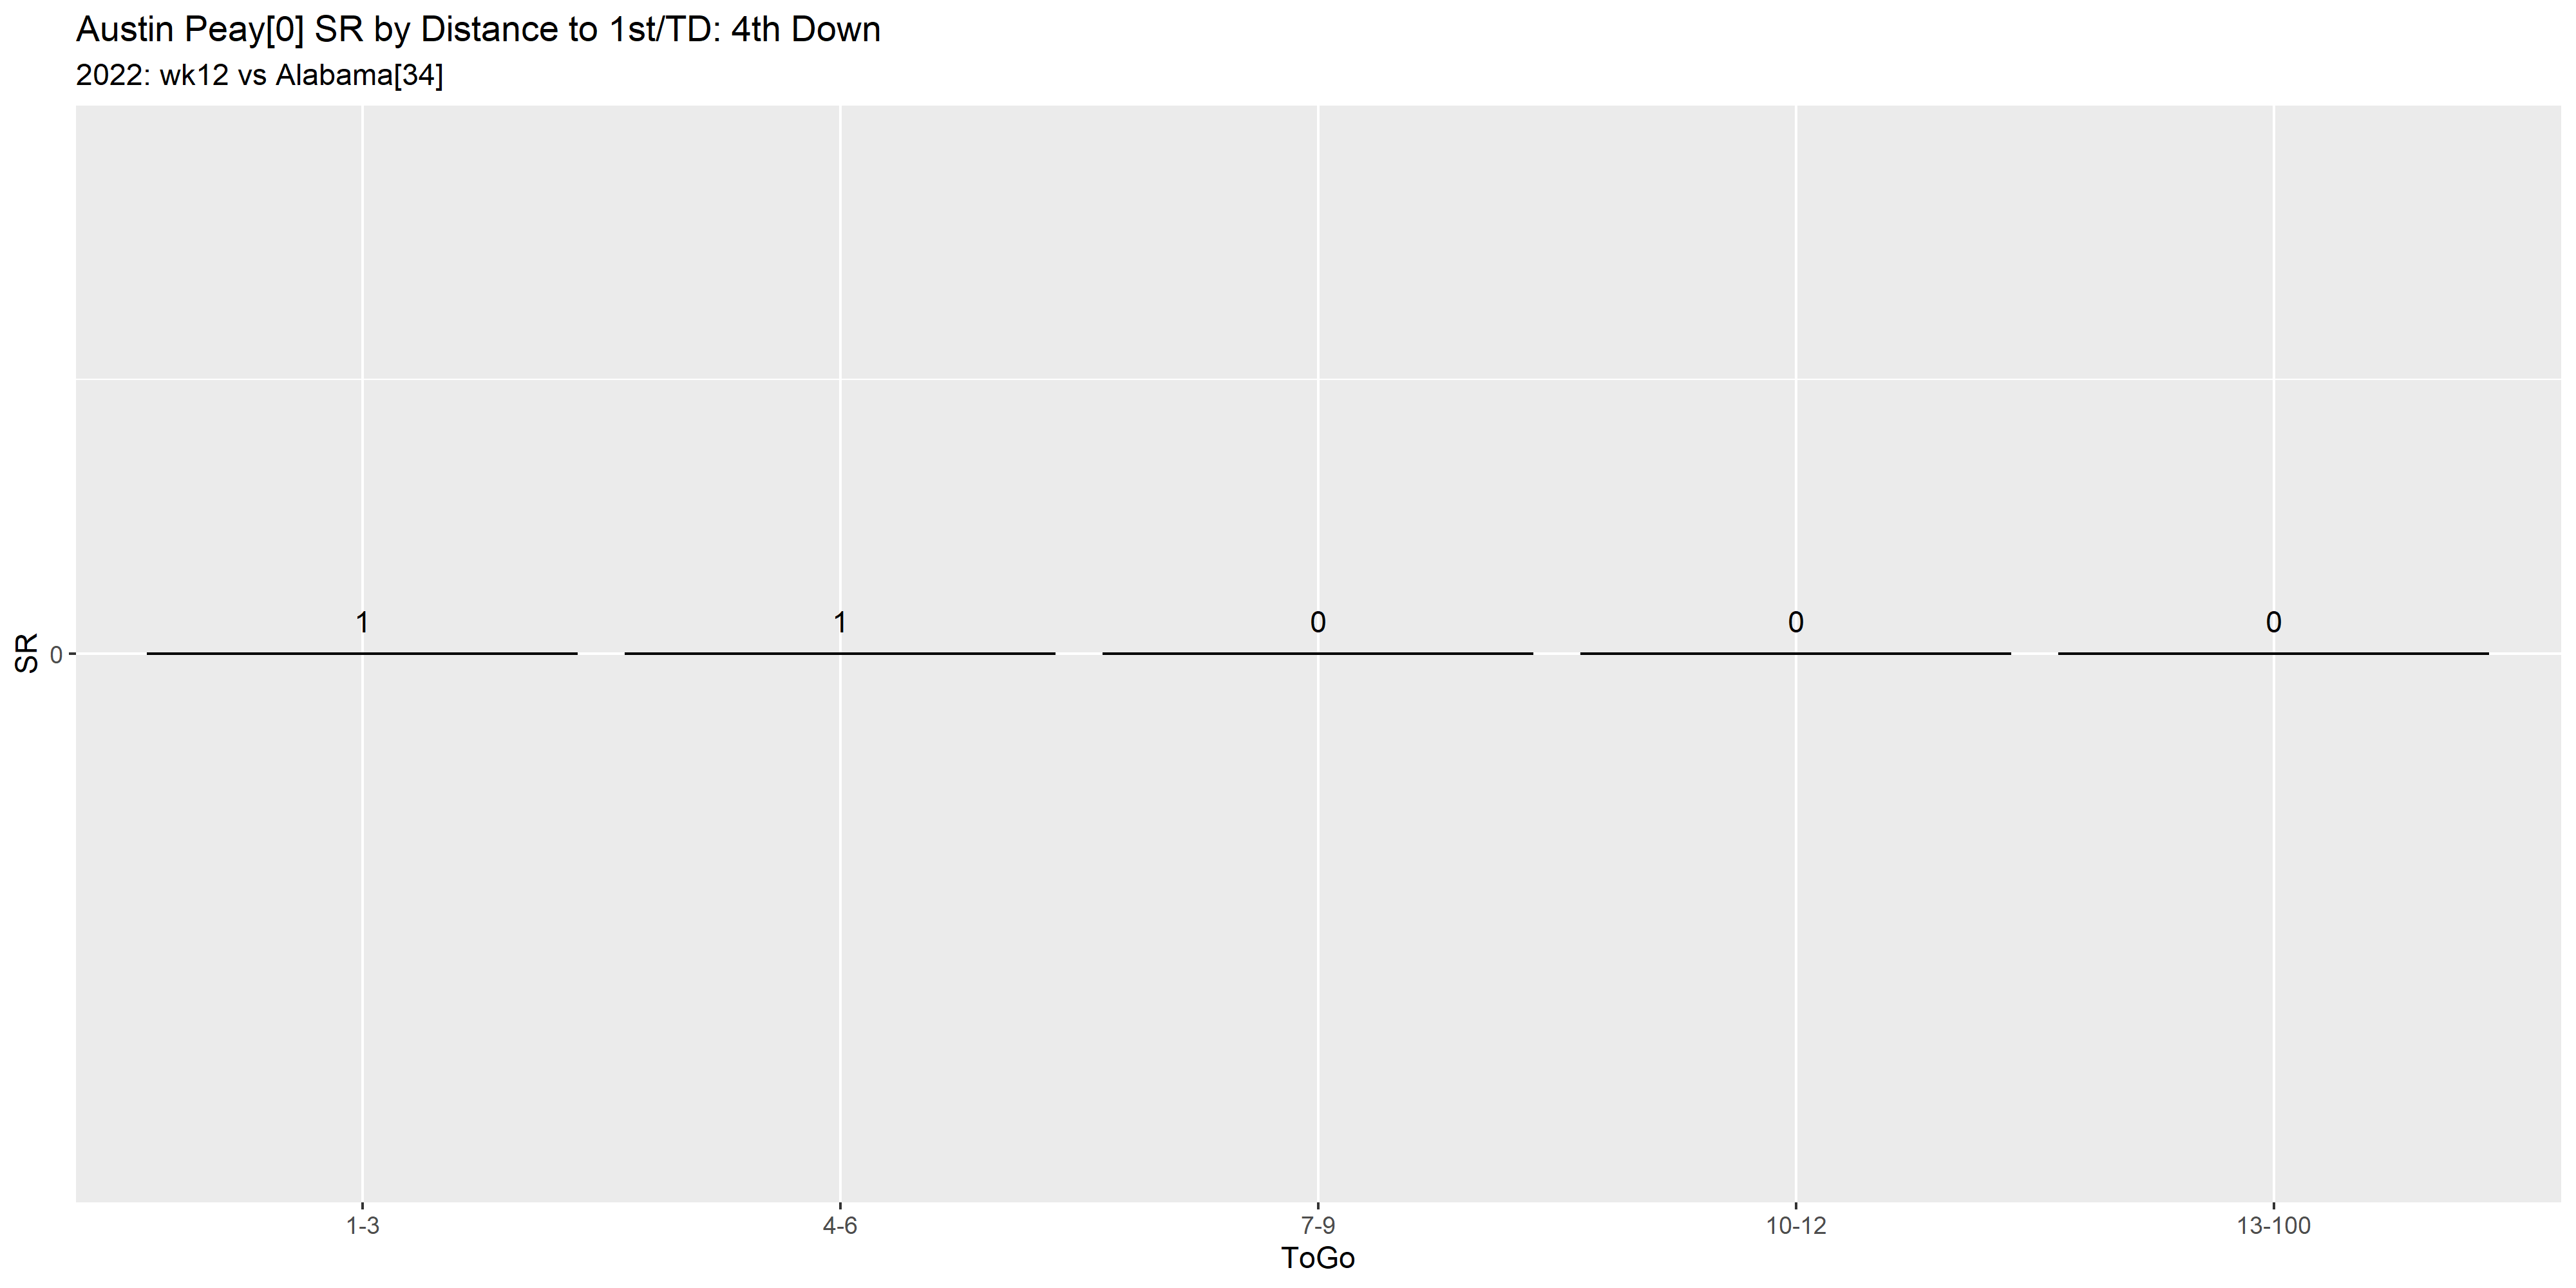 Austin Peay[0] SR by Distance to 1st/TD: 4th Down
2022: wk12 vs Alabama[34]
1 1 0 0 0
SR
0
1-3 4-6 7-9 10-12 13-100
ToGo